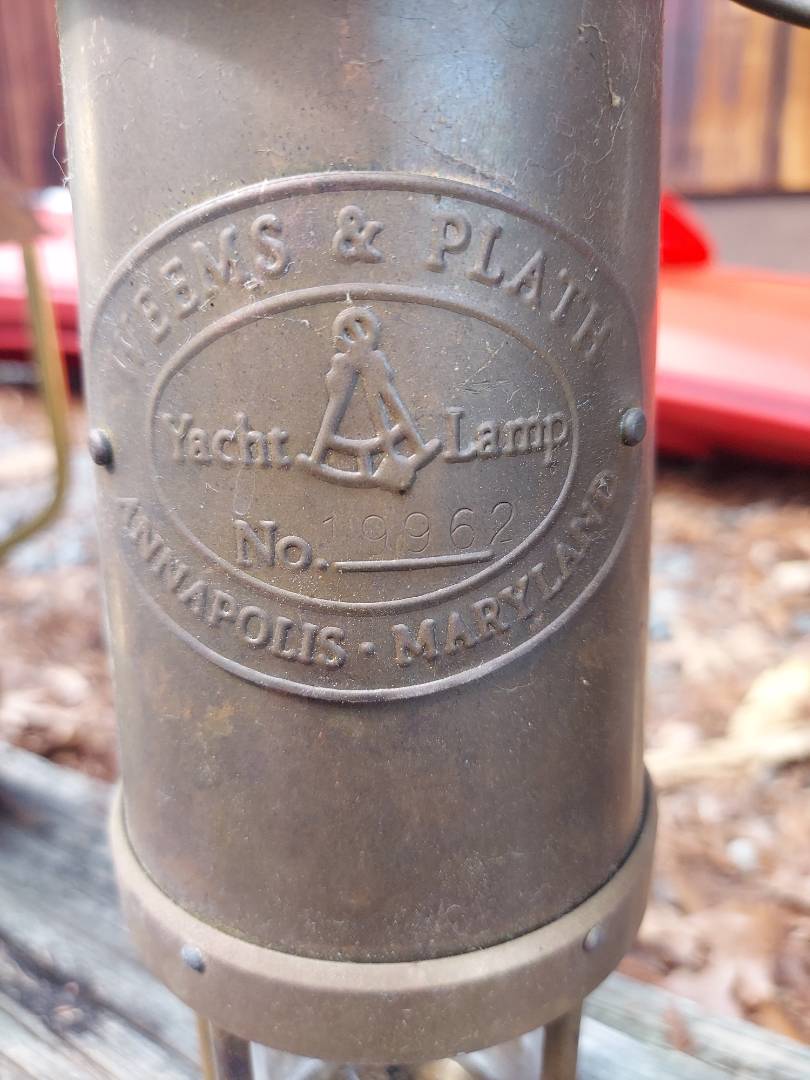 WEEMS & PLATH
Yacht Lamp
No. 19962
ANNAPOLIS · MARYLAND